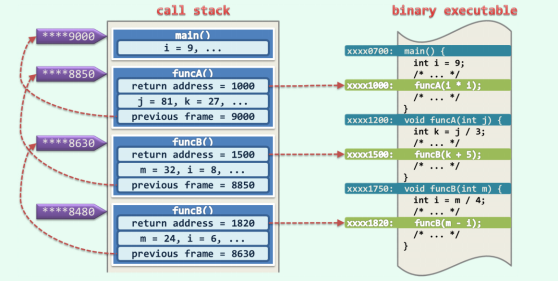 call stack
****9000
main()
i = 9, ...
****8850
funcA()
return address = 1000
j = 81, k = 27, ...
previous frame = 9000
****8630
funcB()
return address = 1500
m = 32, i = 8, ...
previous frame = 8850
****8480
funcB()
return address = 1820
m = 24, i = 6, ...
previous frame = 8630
binary executable
xxxx0700: main() {
int i = 9;
/* ... */
xxxx1000: funcA(i * i);
/* ... */
}
xxxx1200: void funcA(int j) {
int k = j / 3;
/* ... */
xxxx1500: funcB(k + 5);
/* ... */
}
xxxx1750: void funcB(int m) {
int i = m / 4;
/* ... */
xxxx1820: funcB(m - i);
/* ... */
}